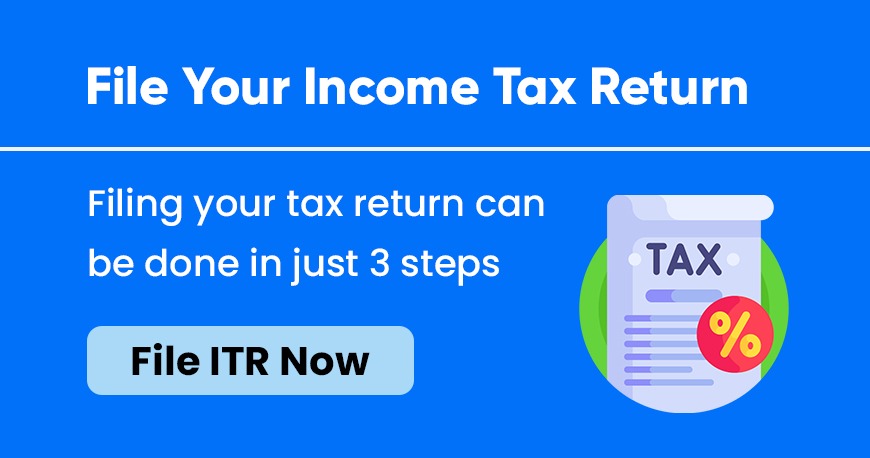 File Your Income Tax Return
Filing your tax return can
be done in just 3 steps
TAX
%
File ITR Now